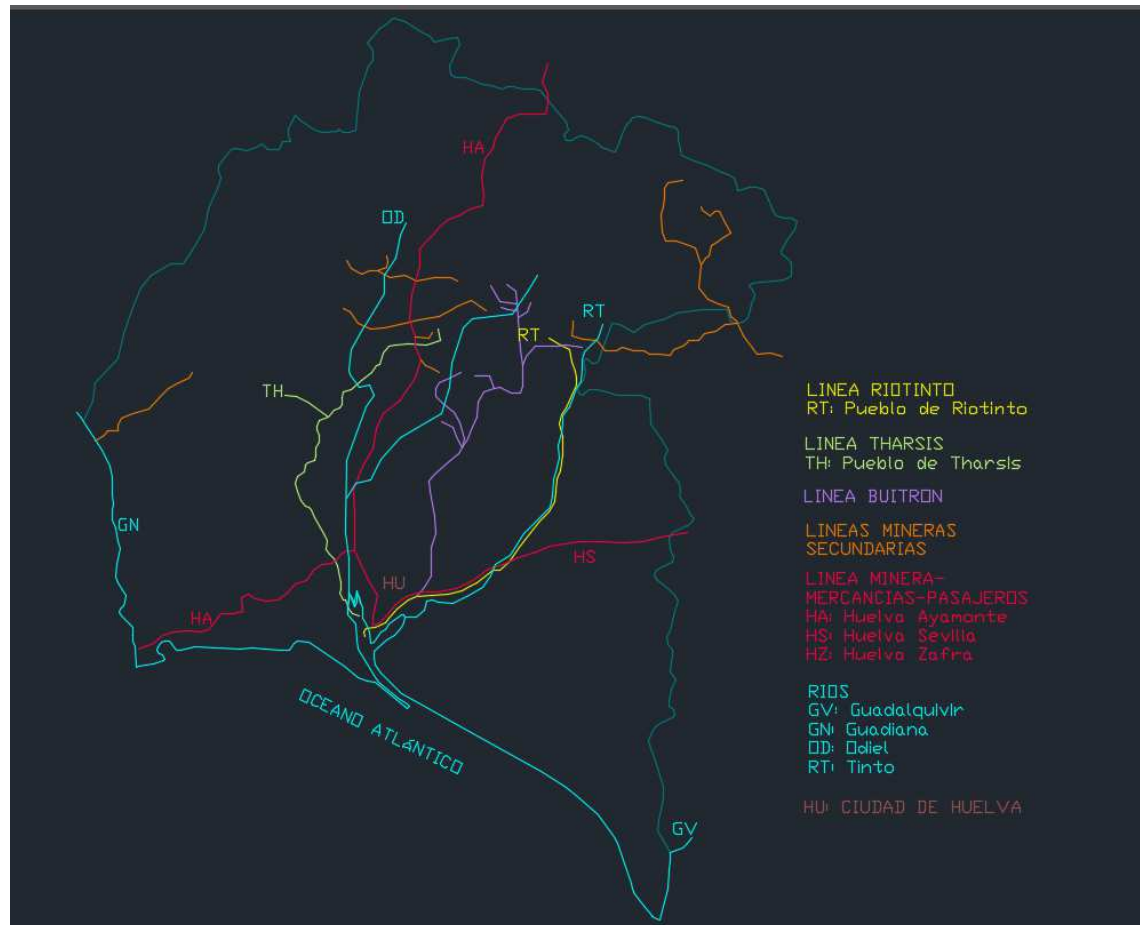 HA
OD
RT
RT
TH
GN
HS
HU
HA
OCEANO ATLÁNTICO
GV
LINEA RIOTINTO
RT: Pueblo de Riotinto
LINEA THARSIS
TH: Pueblo de Tharsis
LINEA BUITRON
LINEAS MINERAS
SECUNDARIAS
LINEA MINERA-
MERCANCIAS-PASAJEROS
HA: Huelva Ayamonte
HS: Huelva Sevilla
HZ: Huelva Zafra
RIOS
GV: Guadalquivir
GN: Guadiana
OD: Odiel
RT: Tinto
HU: CIUDAD DE HUELVA